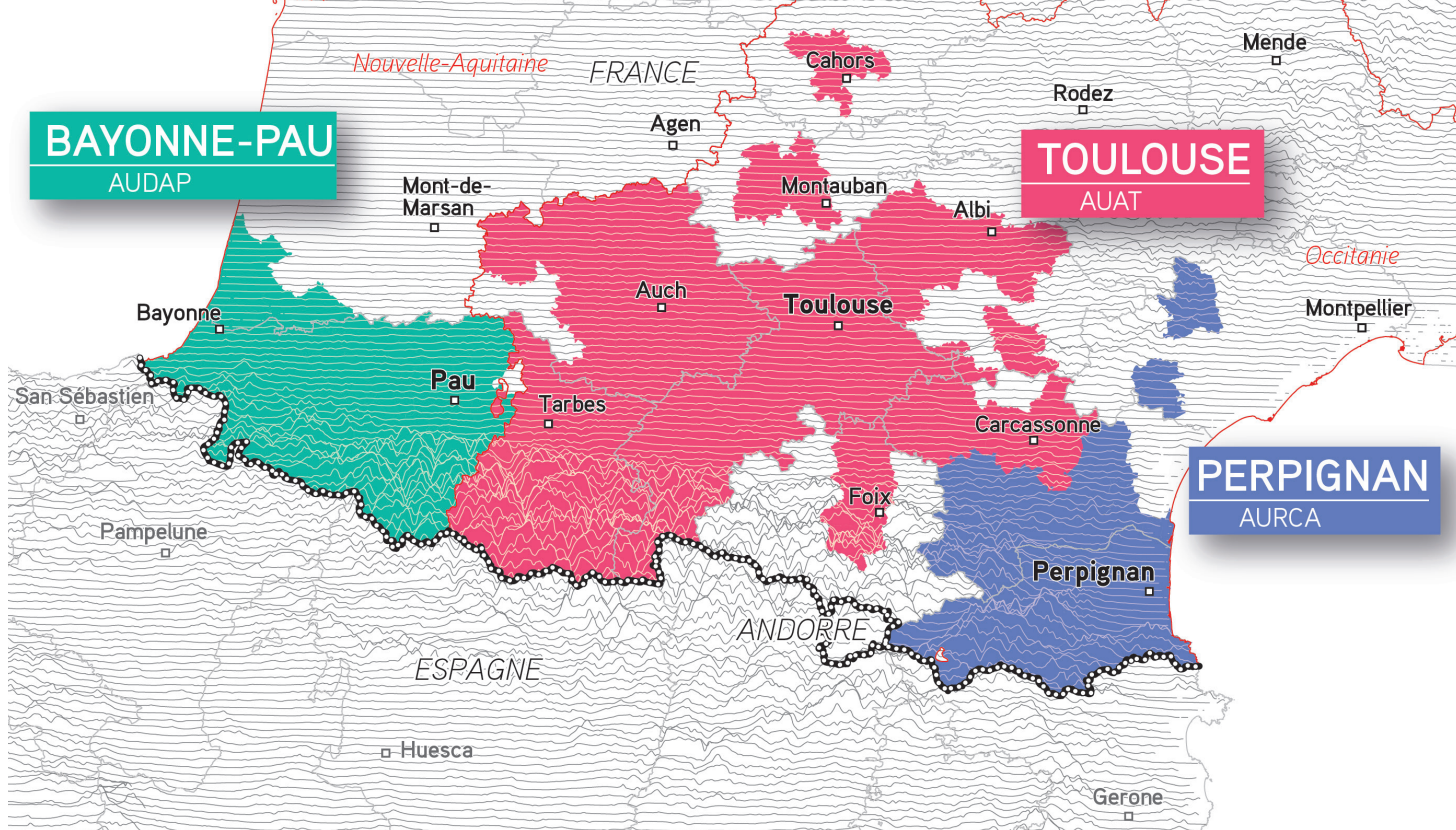 Nouvelle-Aquitaine
FRANCE
Cahors
Mende
Rodez
Agen
BAYONNE-PAU
AUDAP
TOULOUSE
AUAT
Mont-de-
Marsan
Montauban
Albi
Occitanie
Auch
Toulouse
Bayonne
Montpellier
Pau
San Sébastien
Tarbes
Carcassonne
PERPIGNAN
AURCA
Foix
Pampelune
Perpignan
ANDORRE
ESPAGNE
Huesca
Gerone